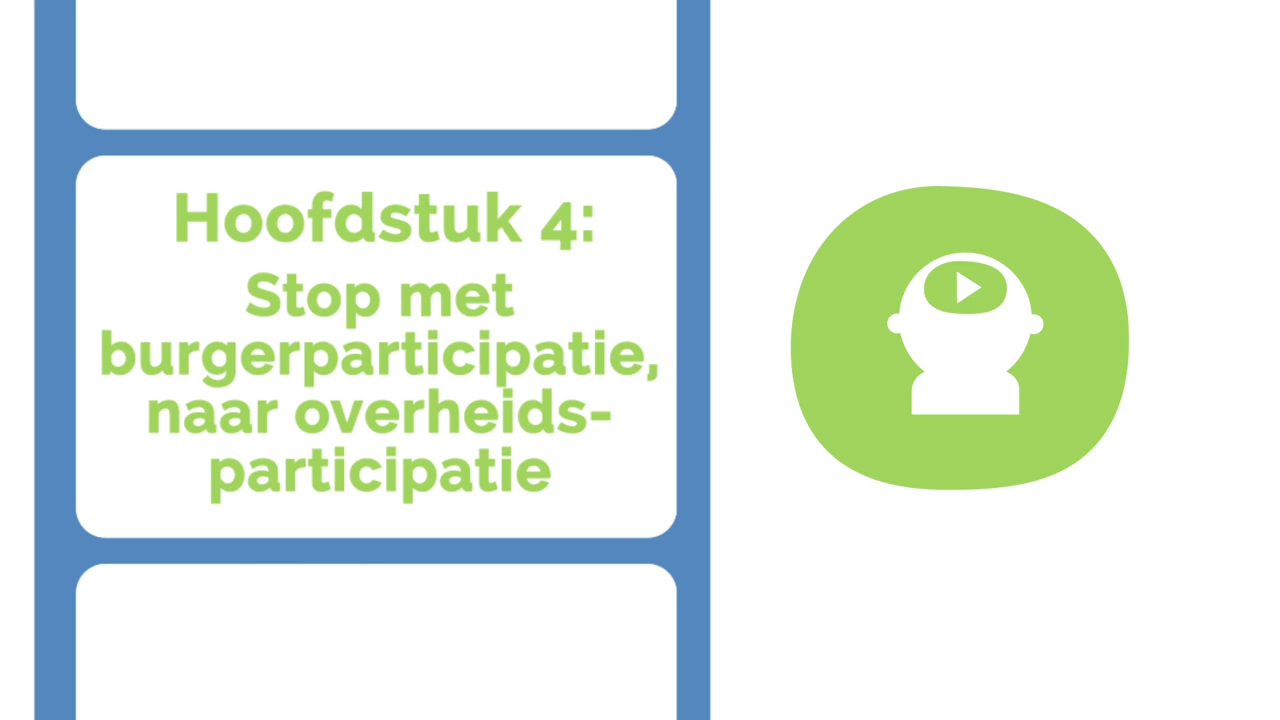 Hoofdstuk 4:
Stop met
burgerparticipatie,
naar overheids-
participatie